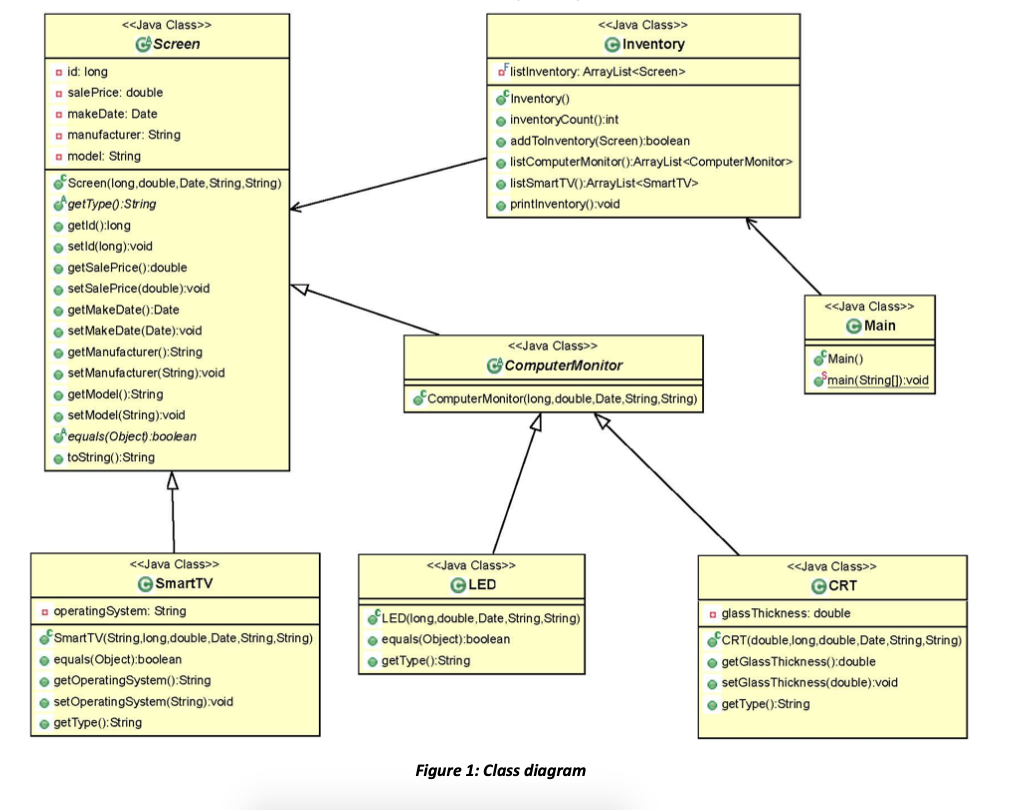 <<Java Class>>
Screen
id: long
salePrice: double
makeDate: Date
manufacturer: String
model: String
Screen(long,double,Date,String,String)
getType():String
getId():long
setId(long):void
getSalePrice():double
setSalePrice(double):void
getMakeDate():Date
setMakeDate(Date):void
getManufacturer():String
setManufacturer(String):void
getModel():String
setModel(String):void
equals(Object):boolean
toString():String
<<Java Class>>
Inventory
listInventory: ArrayList<Screen>
Inventory()
inventoryCount():int
addToInventory(Screen):boolean
listComputerMonitor():ArrayList<ComputerMonitor>
listSmartTV():ArrayList<SmartTV>
printInventory():void
<<Java Class>>
Main
Main()
main(String[]):void
<<Java Class>>
ComputerMonitor
ComputerMonitor(long,double,Date,String,String)
<<Java Class>>
SmartTV
operatingSystem: String
SmartTV(String,long,double,Date,String,String)
equals(Object):boolean
getOperatingSystem():String
setOperatingSystem(String):void
getType():String
<<Java Class>>
LED
LED(long,double,Date,String,String)
equals(Object):boolean
getType():String
<<Java Class>>
CRT
glassThickness: double
CRT(double,long,double,Date,String,String)
getGlassThickness():double
setGlassThickness(double):void
getType():String
Figure 1: Class diagram